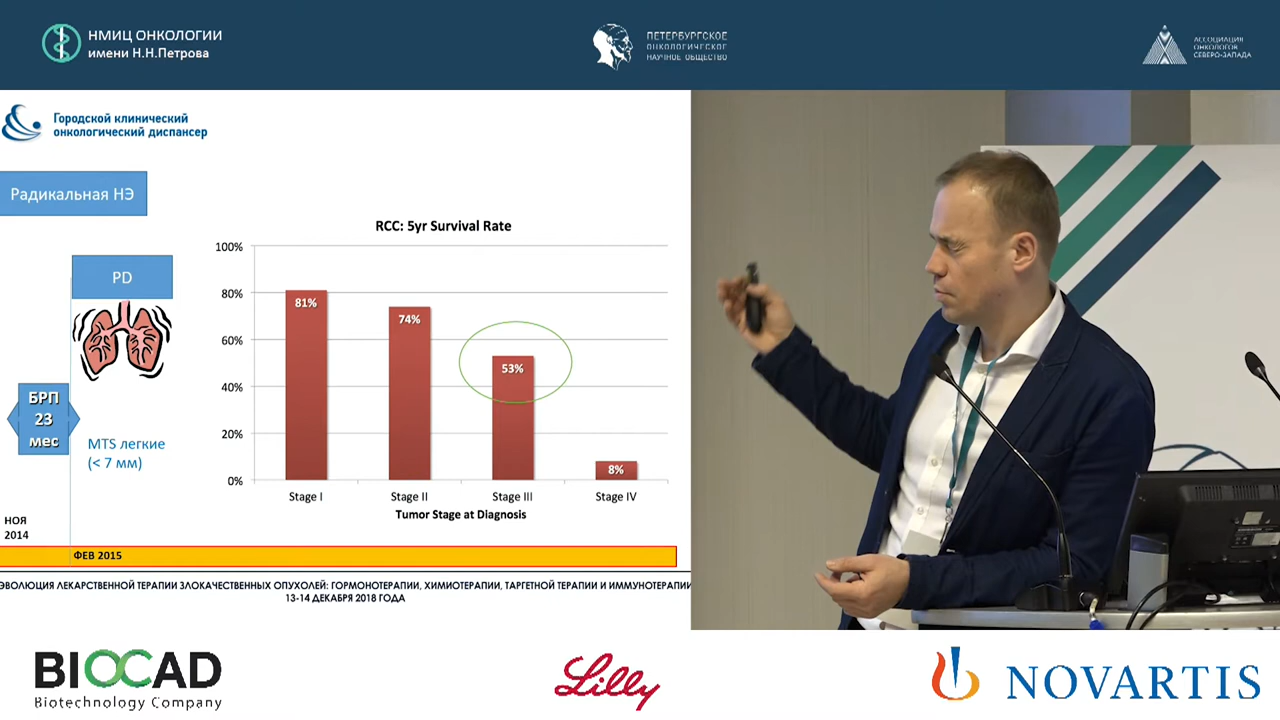 НМИЦ ОНКОЛОГИИ
имени Н.Н.Петрова
ПЕТЕРБУРГСКОЕ
ОНКОЛОГИЧЕСКОЕ
НАУЧНОЕ ОБЩЕСТВО
АССОЦИАЦИЯ
ОНКОЛОГОВ
СЕВЕРО-ЗАПАДА
Городской клинический
онкологический диспансер
Радикальная НЭ
PD
БРП
23
мес
MTS легкие
(< 7 мм)
НОЯ
2014
ФЕВ 2015
RCC: 5yr Survival Rate
100%
80%
60%
40%
20%
0%
81%
74%
53%
8%
Stage I
Stage II
Stage III
Stage IV
Tumor Stage at Diagnosis
ЭВОЛЮЦИЯ ЛЕКАРСТВЕННОЙ ТЕРАПИИ ЗЛОКАЧЕСТВЕННЫХ ОПУХОЛЕЙ: ГОРМОНОТЕРАПИИ, ХИМИОТЕРАПИИ, ТАРГЕТНОЙ ТЕРАПИИ И ИММУНОТЕРАПИИ
13-14 ДЕКАБРЯ 2018 ГОДА
BIOCAD
Biotechnology Company
Lilly
NOVARTIS